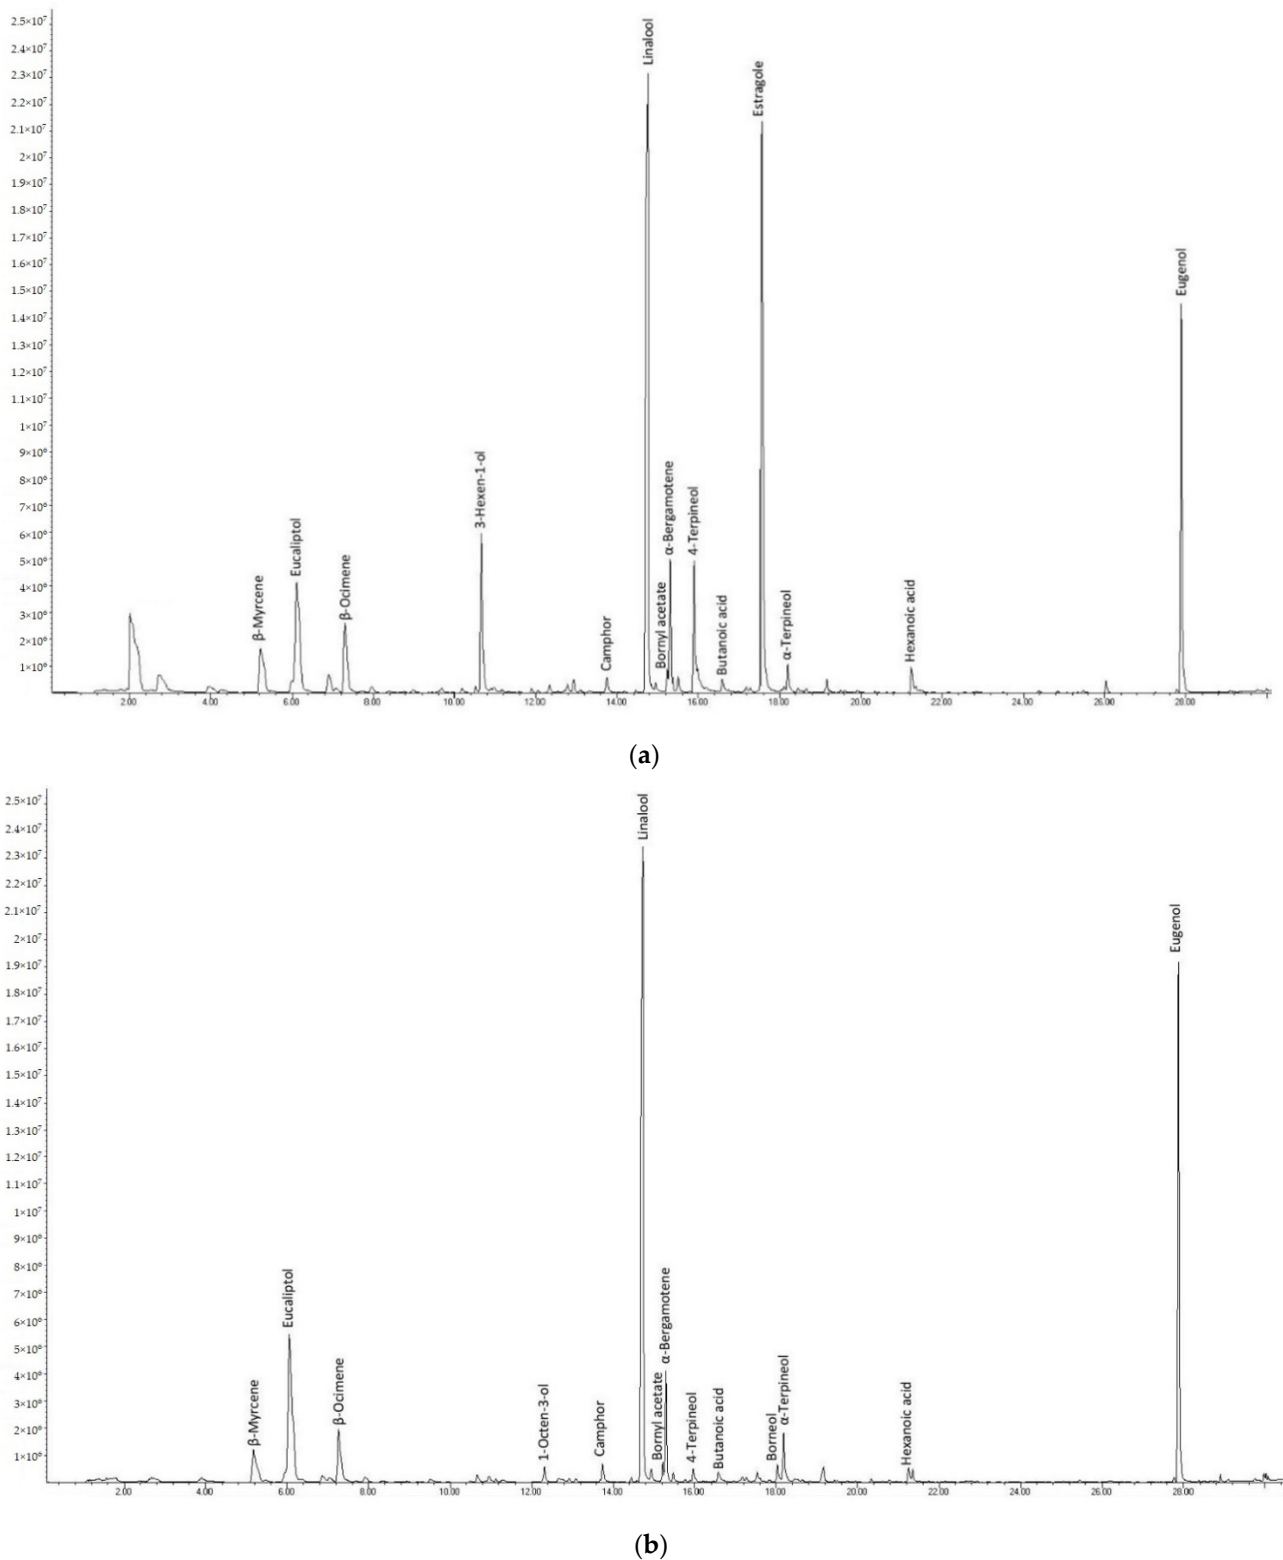 2.5×10⁷
2.4×10⁷
2.3×10⁷
2.2×10⁷
2.1×10⁷
2×10⁷
1.9×10⁷
1.8×10⁷
1.7×10⁷
1.6×10⁷
1.5×10⁷
1.4×10⁷
1.3×10⁷
1.2×10⁷
1.1×10⁷
1×10⁷
9×10⁶
8×10⁶
7×10⁶
6×10⁶
5×10⁶
4×10⁶
3×10⁶
2×10⁶
1×10⁶
β-Myrcene
Eucaliptol
β-Ocimene
3-Hexen-1-ol
Camphor
Linalool
Bornyl acetate
α-Bergamotene
4-Terpineol
Butanoic acid
Estragole
α-Terpineol
Hexanoic acid
Eugenol
2.00 4.00 6.00 8.00 10.00 12.00 14.00 16.00 18.00 20.00 22.00 24.00 26.00 28.00
(a)
2.5×10⁷
2.4×10⁷
2.3×10⁷
2.2×10⁷
2.1×10⁷
2×10⁷
1.9×10⁷
1.8×10⁷
1.7×10⁷
1.6×10⁷
1.5×10⁷
1.4×10⁷
1.3×10⁷
1.2×10⁷
1.1×10⁷
1×10⁷
9×10⁶
8×10⁶
7×10⁶
6×10⁶
5×10⁶
4×10⁶
3×10⁶
2×10⁶
1×10⁶
β-Myrcene
Eucaliptol
β-Ocimene
1-Octen-3-ol
Camphor
Linalool
Bornyl acetate
α-Bergamotene
4-Terpineol
Butanoic acid
Borneol
α-Terpineol
Hexanoic acid
Eugenol
2.00 4.00 6.00 8.00 10.00 12.00 14.00 16.00 18.00 20.00 22.00 24.00 26.00 28.00
(b)